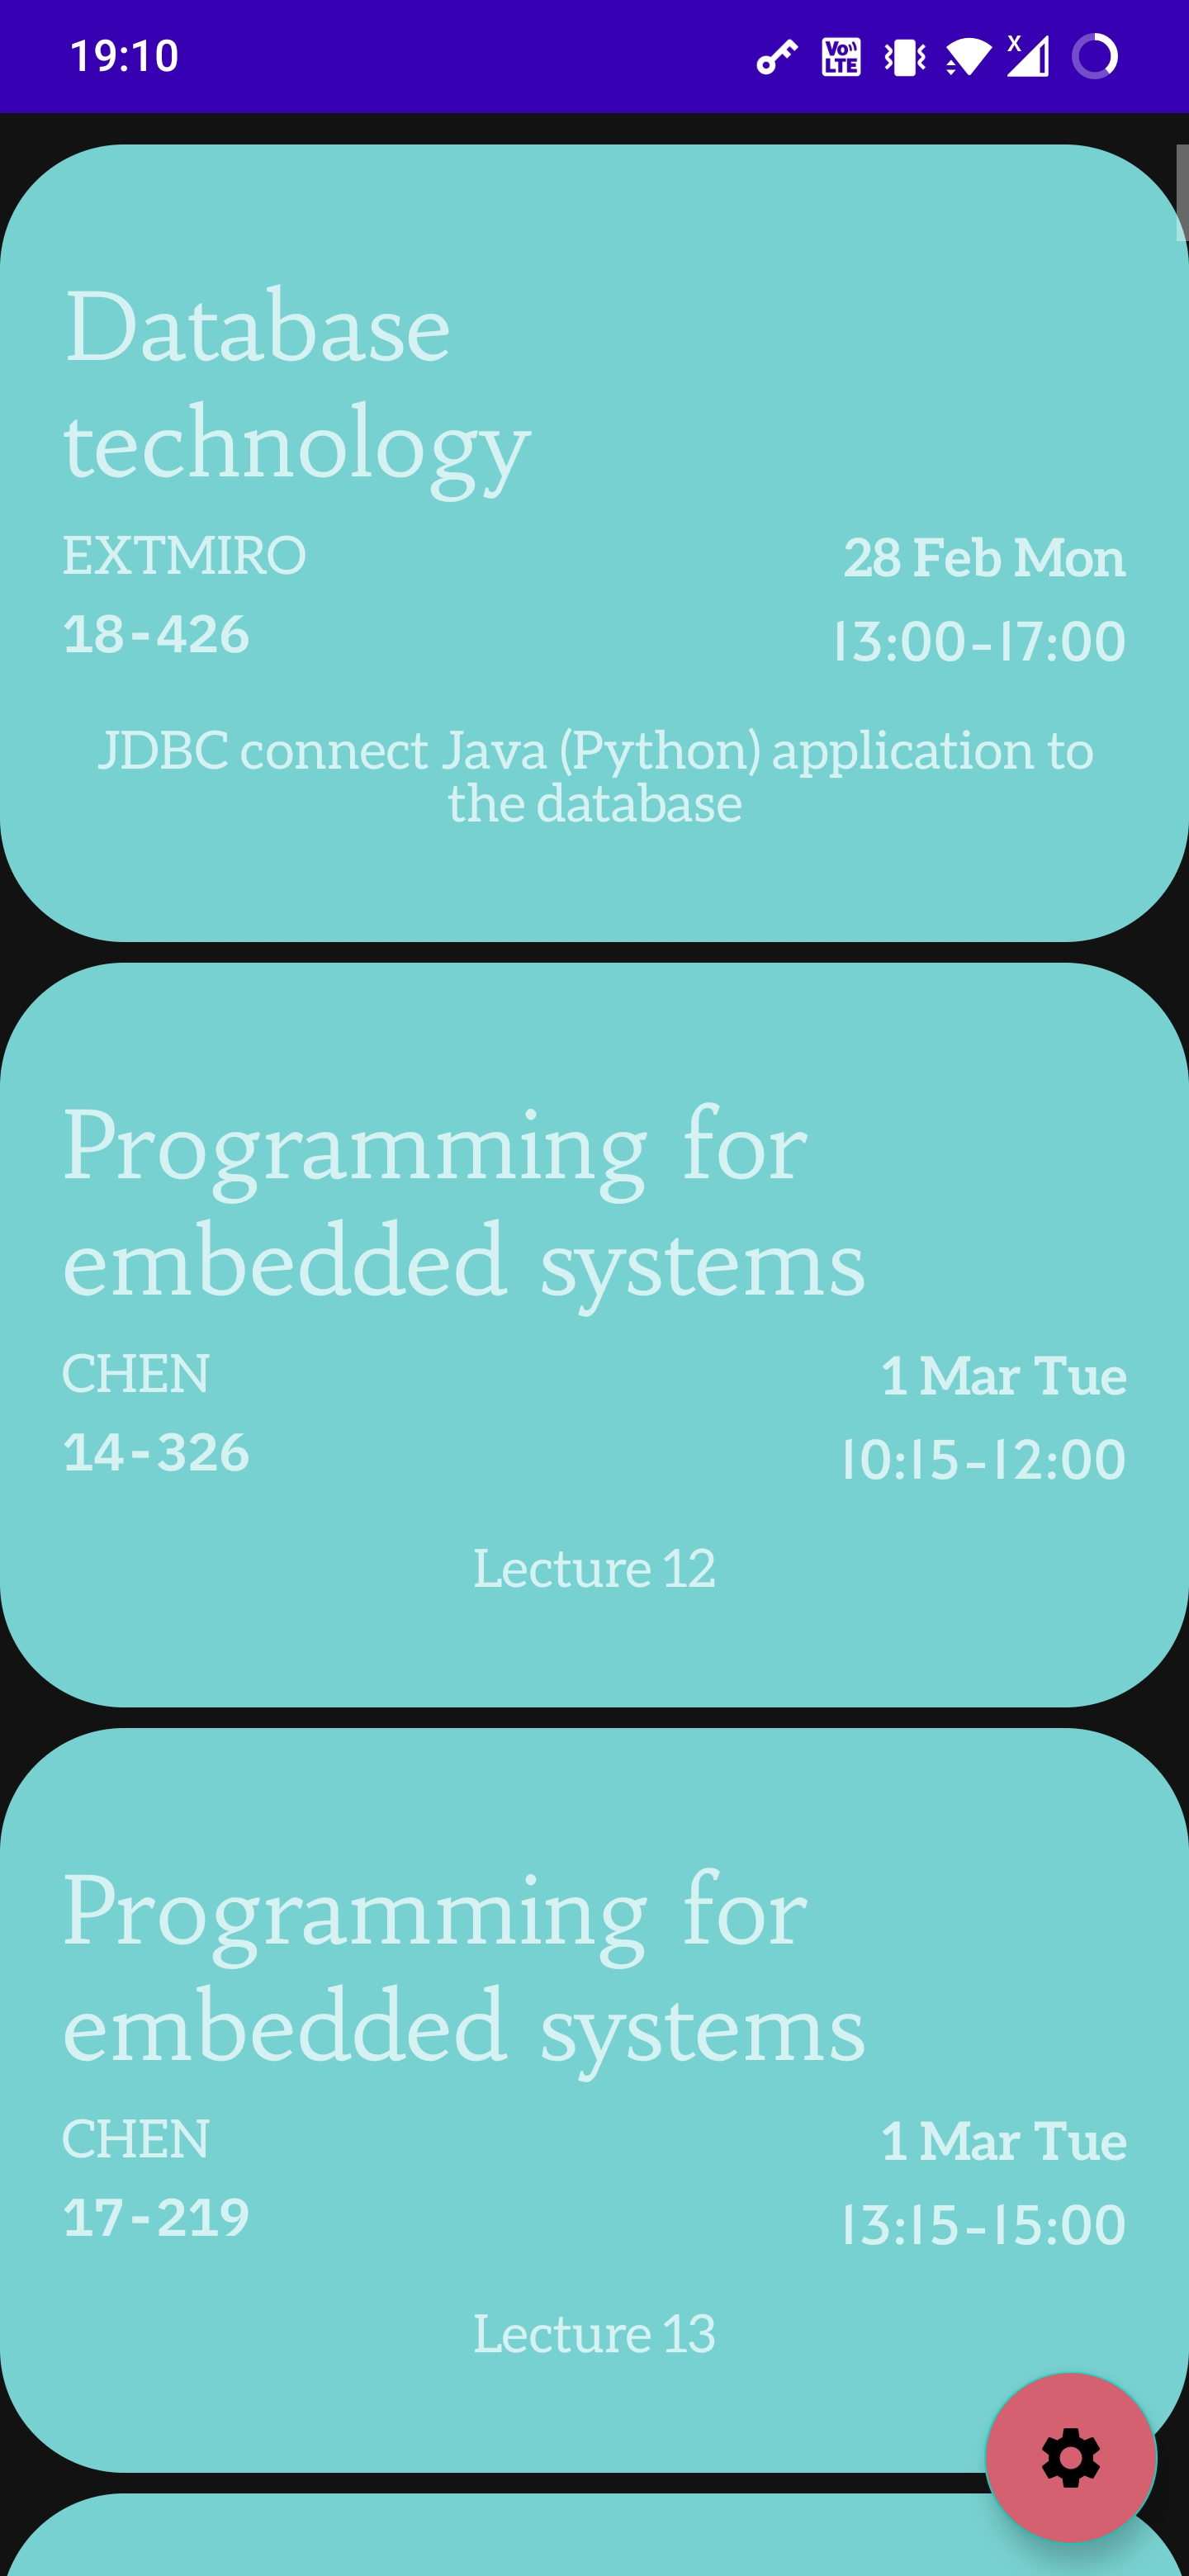 19:10
Vo LTE
X
Database
technology
EXTMIRO
28 Feb Mon
18-426
13:00-17:00
JDBC connect Java (Python) application to
the database
Programming for
embedded systems
CHEN
1 Mar Tue
14-326
10:15-12:00
Lecture 12
Programming for
embedded systems
CHEN
1 Mar Tue
17-219
13:15-15:00
Lecture 13